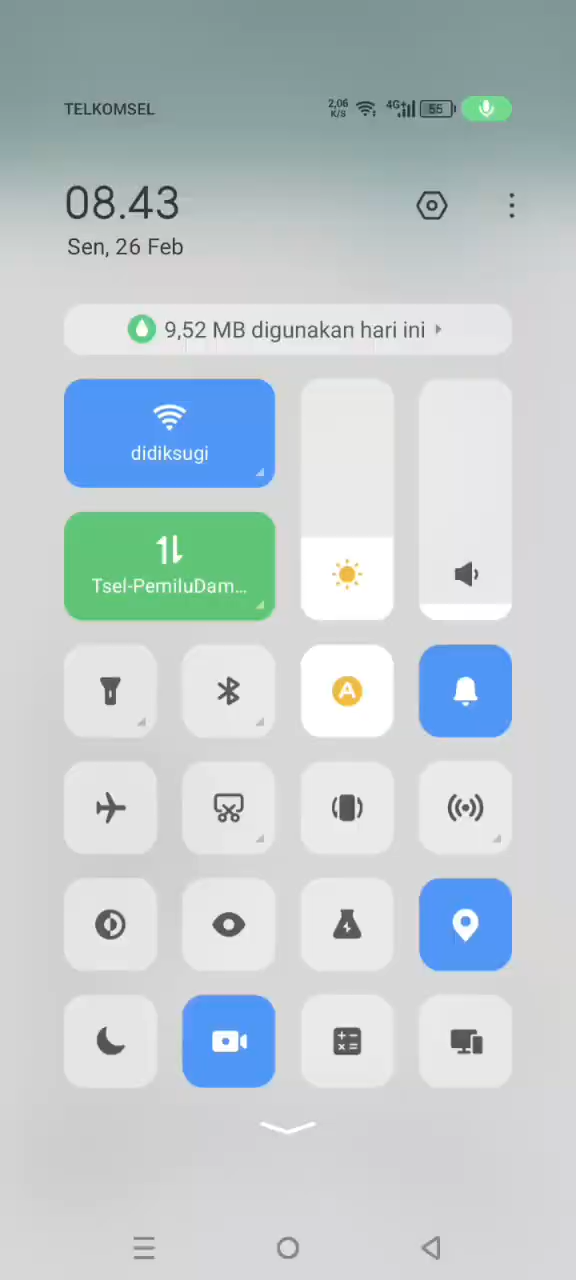 TELKOMSEL
2,06 K/S 4G+ 55
08.43
Sen, 26 Feb
9,52 MB digunakan hari ini
didiksugi
Tsel-PemiluDam...
A